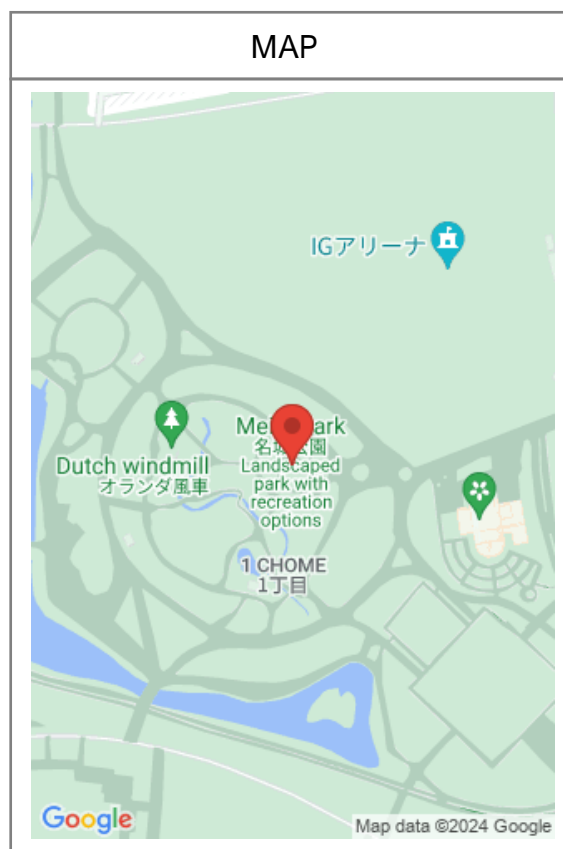 MAP
IGアリーナ
Dutch windmill
オランダ風車
Landscaped
park with
recreation
options
1 CHOME
1丁目
Google
Map data ©2024 Google